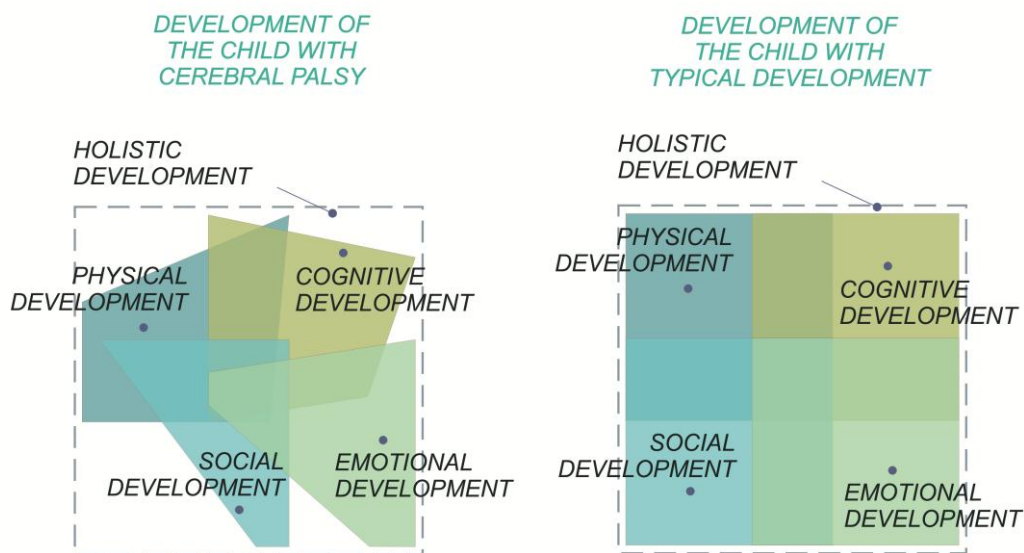 DEVELOPMENT OF
THE CHILD WITH
CEREBRAL PALSY
HOLISTIC
DEVELOPMENT
PHYSICAL
DEVELOPMENT
COGNITIVE
DEVELOPMENT
SOCIAL
DEVELOPMENT
EMOTIONAL
DEVELOPMENT
DEVELOPMENT OF
THE CHILD WITH
TYPICAL DEVELOPMENT
HOLISTIC
DEVELOPMENT
PHYSICAL
DEVELOPMENT
COGNITIVE
DEVELOPMENT
SOCIAL
DEVELOPMENT
EMOTIONAL
DEVELOPMENT